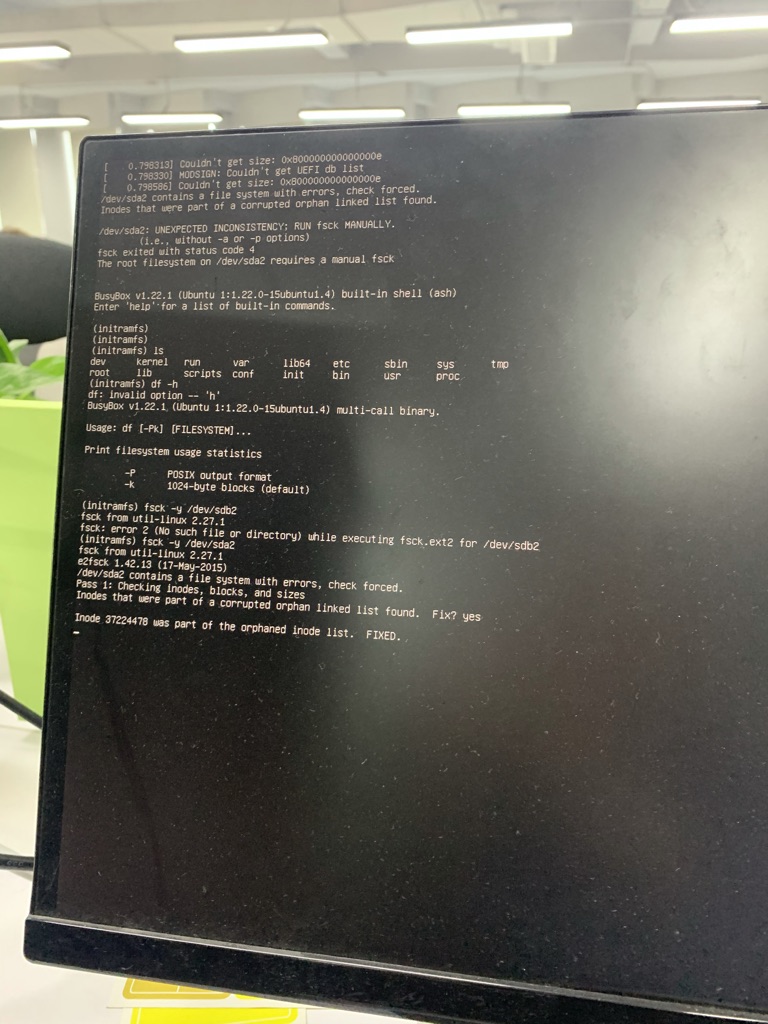 [    0.798313] Couldn't get size: 0x800000000000000e
[    0.798330] MODSIGN: Couldn't get UEFI db list
[    0.798586] Couldn't get size: 0x800000000000000e
/dev/sda2 contains a file system with errors, check forced.
Inodes that were part of a corrupted orphan linked list found.
/dev/sda2: UNEXPECTED INCONSISTENCY; RUN fsck MANUALLY.
(i.e., without -a or -p options)
fsck exited with status code 4
The root filesystem on /dev/sda2 requires a manual fsck
BusyBox v1.22.1 (Ubuntu 1:1.22.0-15ubuntu1.4) built-in shell (ash)
Enter 'help' for a list of built-in commands.
(initramfs)
(initramfs)
(initramfs) ls
dev kernel run var lib64 etc sbin sys tmp
root lib scripts conf init bin usr proc
(initramfs) df -h
df: invalid option -- 'h'
BusyBox v1.22.1 (Ubuntu 1:1.22.0-15ubuntu1.4) multi-call binary.
Usage: df [-Pk] [FILESYSTEM]...
Print filesystem usage statistics
-P POSIX output format
-k 1024-byte blocks (default)
(initramfs) fsck -y /dev/sdb2
fsck from util-linux 2.27.1
fsck: error 2 (No such file or directory) while executing fsck.ext2 for /dev/sdb2
(initramfs) fsck -y /dev/sda2
fsck from util-linux 2.27.1
e2fsck 1.42.13 (17-May-2015)
/dev/sda2 contains a file system with errors, check forced.
Pass 1: Checking inodes, blocks, and sizes
Inodes that were part of a corrupted orphan linked list found.  Fix? yes
Inode 37224478 was part of the orphaned inode list.  FIXED.